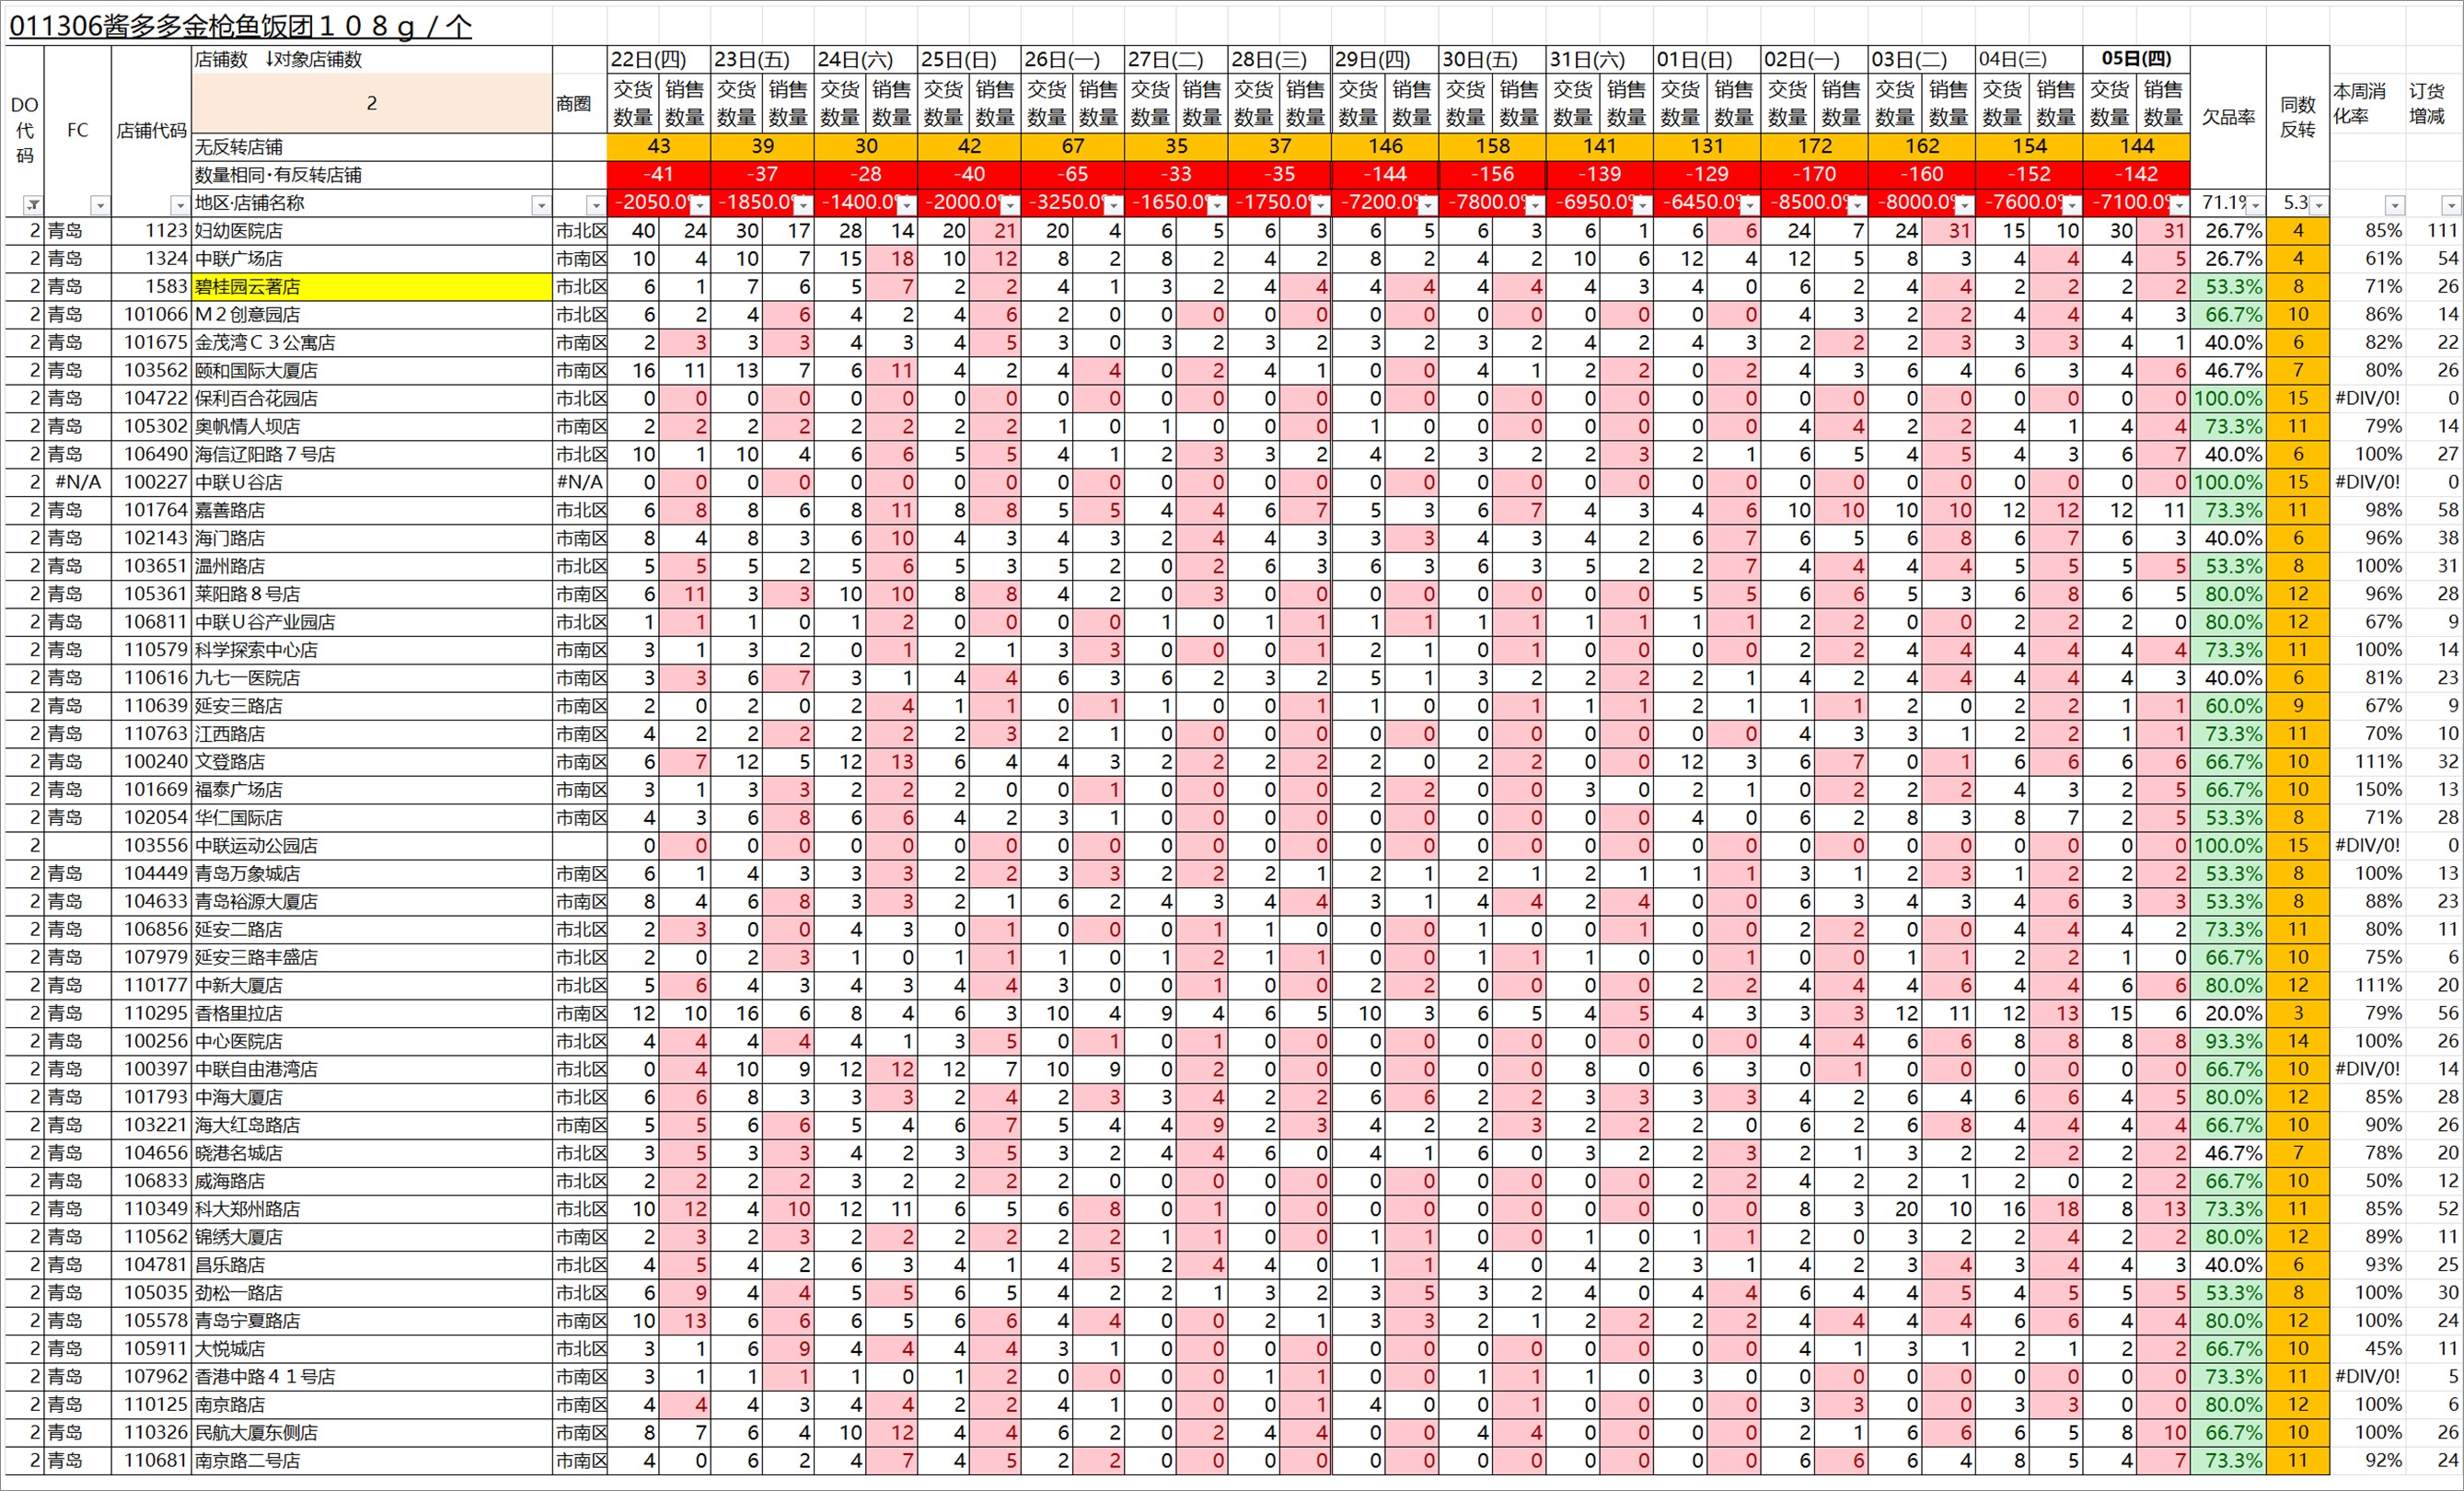 011306酱多多金枪鱼饭团１０８ｇ／个
店铺数 ↓对象店铺数 22日(四) 23日(五) 24日(六) 25日(日) 26日(一) 27日(二) 28日(三) 29日(四) 30日(五) 31日(六) 01日(日) 02日(一) 03日(二) 04日(三) 05日(四)
DO代码 FC 店铺代码 2 商圈 交货数量 销售数量 交货数量 销售数量 交货数量 销售数量 交货数量 销售数量 交货数量 销售数量 交货数量 销售数量 交货数量 销售数量 交货数量 销售数量 交货数量 销售数量 交货数量 销售数量 交货数量 销售数量 交货数量 销售数量 交货数量 销售数量 交货数量 销售数量 交货数量 销售数量 欠品率 同数反转 本周消化率 订货增减
无反转店铺 43 39 30 42 67 35 37 146 158 141 131 172 162 154 144
数量相同·有反转店铺 -41 -37 -28 -40 -65 -33 -35 -144 -156 -139 -129 -170 -160 -152 -142
地区·店铺名称 -2050.0% -1850.0% -1400.0% -2000.0% -3250.0% -1650.0% -1750.0% -7200.0% -7800.0% -6950.0% -6450.0% -8500.0% -8000.0% -7600.0% -7100.0% 71.1% 5.3
2 青岛 1123 妇幼医院店 市北区 40 24 30 17 28 14 20 21 20 4 6 5 6 3 6 5 6 3 6 1 6 6 24 7 24 31 15 10 30 31 26.7% 4 85% 111
2 青岛 1324 中联广场店 市南区 10 4 10 7 15 18 10 12 8 2 8 2 4 2 8 2 4 2 10 6 12 4 12 5 8 3 4 4 4 5 26.7% 4 61% 54
2 青岛 1583 碧桂园云著店 市北区 6 1 7 6 5 7 2 2 4 1 3 2 4 4 4 4 4 4 4 3 4 0 6 2 4 4 2 2 2 2 53.3% 8 71% 26
2 青岛 101066 Ｍ２创意园店 市北区 6 2 4 6 4 2 4 6 2 0 0 0 0 0 0 0 0 0 0 0 0 0 4 3 2 2 4 4 4 3 66.7% 10 86% 14
2 青岛 101675 金茂湾Ｃ３公寓店 市南区 2 3 3 3 4 3 4 5 3 0 3 2 3 2 3 2 3 2 4 2 4 3 2 2 2 3 3 3 4 1 40.0% 6 82% 22
2 青岛 103562 颐和国际大厦店 市南区 16 11 13 7 6 11 4 2 4 4 0 2 4 1 0 0 4 1 2 2 0 2 4 3 6 4 6 3 4 6 46.7% 7 80% 26
2 青岛 104722 保利百合花园店 市北区 0 0 0 0 0 0 0 0 0 0 0 0 0 0 0 0 0 0 0 0 0 0 0 0 0 0 0 0 0 0 100.0% 15 #DIV/0! 0
2 青岛 105302 奥帆情人坝店 市南区 2 2 2 2 2 2 2 2 1 0 1 0 0 0 1 0 0 0 0 0 0 0 4 4 2 2 4 1 4 4 73.3% 11 79% 14
2 青岛 106490 海信辽阳路７号店 市北区 10 1 10 4 6 6 5 5 4 1 2 3 3 2 4 2 3 2 2 3 2 1 6 5 4 5 4 3 6 7 40.0% 6 100% 27
2 #N/A 100227 中联Ｕ谷店 #N/A 0 0 0 0 0 0 0 0 0 0 0 0 0 0 0 0 0 0 0 0 0 0 0 0 0 0 0 0 0 0 100.0% 15 #DIV/0! 0
2 青岛 101764 嘉善路店 市北区 6 8 8 6 8 11 8 8 5 5 4 4 6 7 5 3 6 7 4 3 4 6 10 10 10 10 12 12 12 11 73.3% 11 98% 58
2 青岛 102143 海门路店 市南区 8 4 8 3 6 10 4 3 4 3 2 4 4 3 3 3 4 3 4 2 6 7 6 5 6 8 6 7 6 3 40.0% 6 96% 38
2 青岛 103651 温州路店 市北区 5 5 5 2 5 6 5 3 5 2 0 2 6 3 6 3 6 3 5 2 2 7 4 4 4 4 5 5 5 5 53.3% 8 100% 31
2 青岛 105361 莱阳路８号店 市南区 6 11 3 3 10 10 8 8 4 2 0 3 0 0 0 0 0 0 0 0 5 5 6 6 5 3 6 8 6 5 80.0% 12 96% 28
2 青岛 106811 中联Ｕ谷产业园店 市北区 1 1 1 0 1 2 0 0 0 0 1 0 1 1 1 1 1 1 1 1 1 1 2 2 0 0 2 2 2 0 80.0% 12 67% 9
2 青岛 110579 科学探索中心店 市南区 3 1 3 2 0 1 2 1 3 3 0 0 0 1 2 1 0 1 0 0 0 0 2 2 4 4 4 4 4 4 73.3% 11 100% 14
2 青岛 110616 九七一医院店 市南区 3 3 6 7 3 1 4 4 6 3 6 2 3 2 5 1 3 2 2 2 2 1 4 2 4 4 4 4 4 3 40.0% 6 81% 23
2 青岛 110639 延安三路店 市南区 2 0 2 0 2 4 1 1 0 1 1 0 0 1 1 0 0 1 1 1 2 1 1 1 2 0 2 2 1 1 60.0% 9 67% 9
2 青岛 110763 江西路店 市南区 4 2 2 2 2 2 2 3 2 1 0 0 0 0 0 0 0 0 0 0 0 0 4 3 3 1 2 2 1 1 73.3% 11 70% 10
2 青岛 100240 文登路店 市南区 6 7 12 5 12 13 6 4 4 3 2 2 2 2 2 0 2 2 0 0 12 3 6 7 0 1 6 6 6 6 66.7% 10 111% 32
2 青岛 101669 福泰广场店 市南区 3 1 3 3 2 2 2 0 0 1 0 0 0 0 2 2 0 0 3 0 2 1 0 2 2 2 4 3 2 5 66.7% 10 150% 13
2 青岛 102054 华仁国际店 市南区 4 3 6 8 6 6 4 2 3 1 0 0 0 0 0 0 0 0 0 0 4 0 6 2 8 3 8 7 2 5 53.3% 8 71% 28
2 103556 中联运动公园店 0 0 0 0 0 0 0 0 0 0 0 0 0 0 0 0 0 0 0 0 0 0 0 0 0 0 0 0 0 0 100.0% 15 #DIV/0! 0
2 青岛 104449 青岛万象城店 市南区 6 1 4 3 3 3 2 2 3 3 2 2 2 1 2 1 2 1 2 1 1 1 3 1 2 3 1 2 2 2 53.3% 8 100% 13
2 青岛 104633 青岛裕源大厦店 市南区 8 4 6 8 3 3 2 1 6 2 4 3 4 4 3 1 4 4 2 4 0 0 6 3 4 3 4 6 3 3 53.3% 8 88% 23
2 青岛 106856 延安二路店 市北区 2 3 0 0 4 3 0 1 0 0 0 1 1 0 0 0 1 0 0 1 0 0 2 2 0 0 4 4 4 2 73.3% 11 80% 11
2 青岛 107979 延安三路丰盛店 市北区 2 0 2 3 1 0 1 1 1 0 1 2 1 1 0 0 1 1 1 0 0 1 0 0 1 1 2 2 1 0 66.7% 10 75% 6
2 青岛 110177 中新大厦店 市南区 5 6 4 3 4 3 4 4 3 0 0 1 0 0 2 2 0 0 0 0 2 2 4 4 4 6 4 4 6 6 80.0% 12 111% 20
2 青岛 110295 香格里拉店 市南区 12 10 16 6 8 4 6 3 10 4 9 4 6 5 10 3 6 5 4 5 4 3 3 3 12 11 12 13 15 6 20.0% 3 79% 56
2 青岛 100256 中心医院店 市北区 4 4 4 4 4 1 3 5 0 1 0 1 0 0 0 0 0 0 0 0 0 0 4 4 6 6 8 8 8 8 93.3% 14 100% 26
2 青岛 100397 中联自由港湾店 市北区 0 4 10 9 12 12 12 7 10 9 0 2 0 0 0 0 0 0 8 0 6 3 0 1 0 0 0 0 0 0 66.7% 10 #DIV/0! 14
2 青岛 101793 中海大厦店 市北区 6 6 8 3 3 3 2 4 2 3 3 4 2 2 6 6 2 2 3 3 3 3 4 2 6 4 6 6 4 5 80.0% 12 85% 28
2 青岛 103221 海大红岛路店 市南区 5 5 6 6 5 4 6 7 5 4 4 9 2 3 4 2 2 3 2 2 2 0 6 2 6 8 4 4 4 4 66.7% 10 90% 26
2 青岛 104656 晓港名城店 市南区 3 5 3 3 4 2 3 5 3 2 4 4 6 0 4 1 6 0 3 2 2 3 2 1 3 2 2 2 2 2 46.7% 7 78% 20
2 青岛 106833 威海路店 市北区 2 2 2 2 3 2 2 2 2 0 0 0 0 0 0 0 0 0 0 0 2 2 4 2 2 1 2 0 2 2 66.7% 10 50% 12
2 青岛 110349 科大郑州路店 市北区 10 12 4 10 12 11 6 5 6 8 0 1 0 0 0 0 0 0 0 0 0 0 8 3 20 10 16 18 8 13 73.3% 11 85% 52
2 青岛 110562 锦绣大厦店 市南区 2 3 2 3 2 2 2 2 2 2 1 1 0 0 1 1 0 0 1 0 1 1 2 0 3 2 2 4 2 2 80.0% 12 89% 11
2 青岛 104781 昌乐路店 市北区 4 5 4 2 6 3 4 1 4 5 2 4 4 0 1 1 4 0 4 2 3 1 4 2 3 4 3 4 4 3 40.0% 6 93% 25
2 青岛 105035 劲松一路店 市北区 6 9 4 4 5 5 6 5 4 2 2 1 3 2 3 5 3 2 4 0 4 4 6 4 4 5 4 5 5 5 53.3% 8 100% 30
2 青岛 105578 青岛宁夏路店 市南区 10 13 6 6 6 5 6 6 4 4 0 0 2 1 3 3 2 1 2 2 2 2 4 4 4 4 6 6 4 4 80.0% 12 100% 24
2 青岛 105911 大悦城店 市北区 3 1 6 9 4 4 4 4 3 1 0 0 0 0 0 0 0 0 0 0 0 0 4 1 3 1 2 1 2 2 66.7% 10 45% 11
2 青岛 107962 香港中路４１号店 市南区 3 1 1 1 1 0 1 2 0 0 0 0 1 1 0 0 1 1 1 0 3 0 0 0 0 0 0 0 0 0 73.3% 11 #DIV/0! 5
2 青岛 110125 南京路店 市南区 4 4 4 3 4 4 2 2 4 1 0 0 0 1 4 0 0 1 0 0 0 0 3 3 0 0 3 3 0 0 80.0% 12 100% 6
2 青岛 110326 民航大厦东侧店 市南区 8 7 6 4 10 12 4 4 6 2 0 2 4 4 0 0 4 4 0 0 0 0 2 1 6 6 6 5 8 10 66.7% 10 100% 26
2 青岛 110681 南京路二号店 市南区 4 0 6 2 4 7 4 5 2 2 0 0 0 0 0 0 0 0 0 0 0 0 6 6 6 4 8 5 4 7 73.3% 11 92% 24